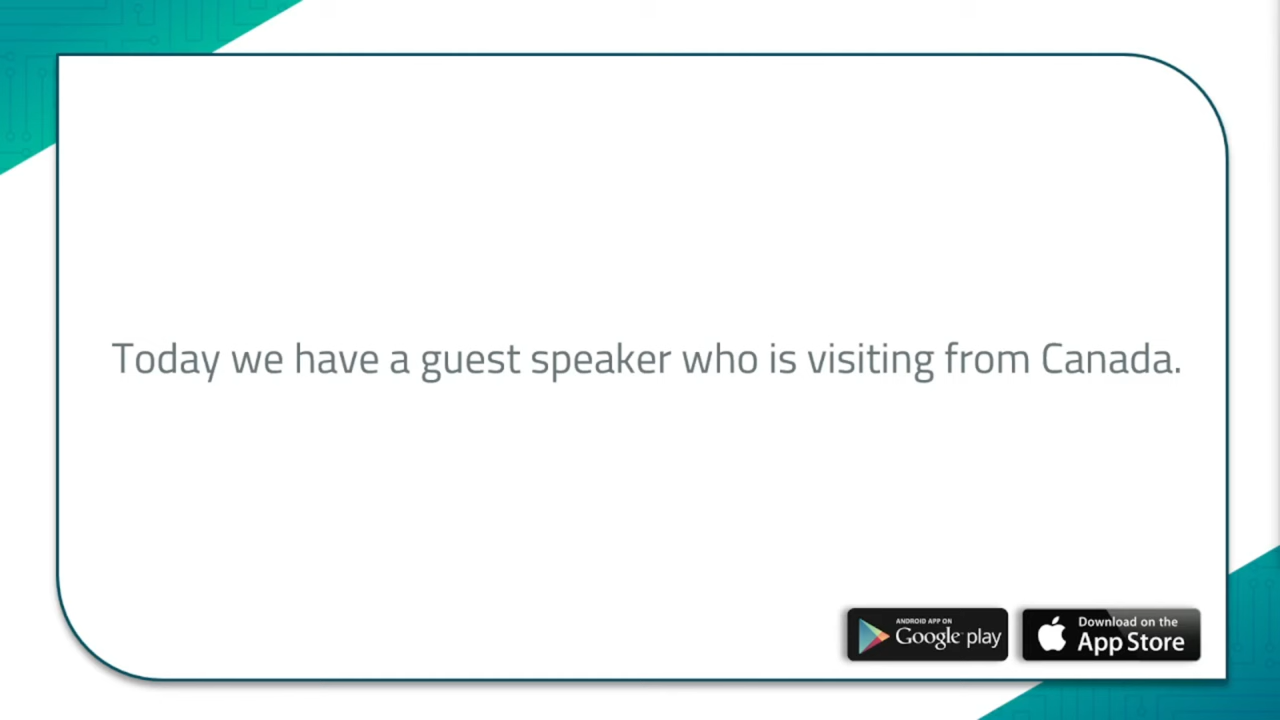 Today we have a guest speaker who is visiting from Canada.
ANDROID APP ON
Google play
Download on the
App Store